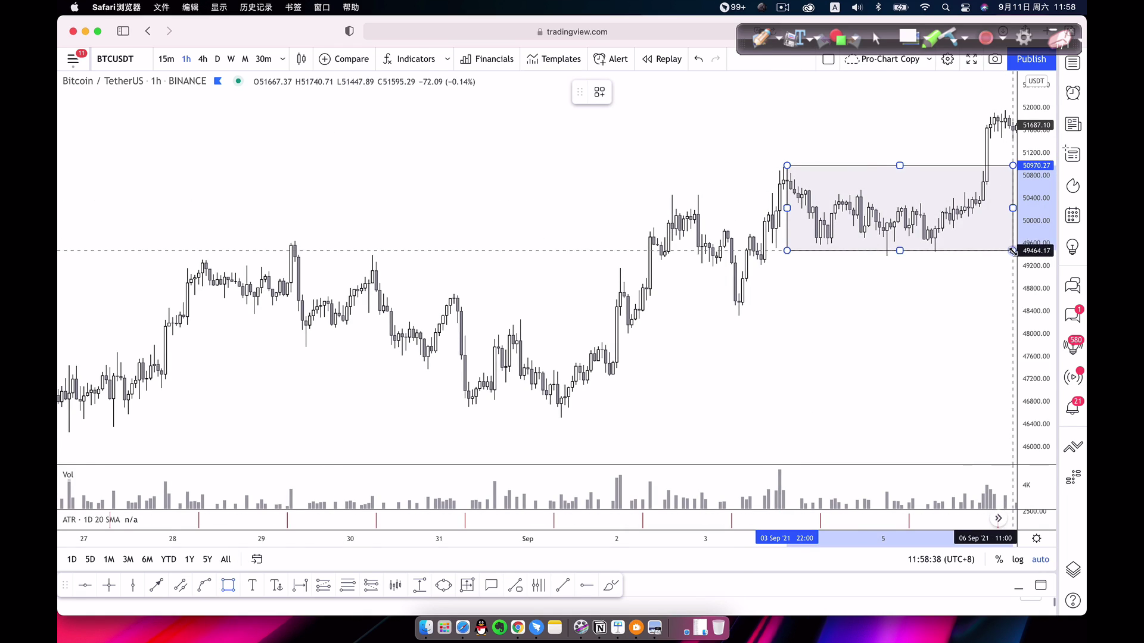 Safari浏览器 文件 编辑 显示 历史记录 书签 窗口 帮助
99+ A 9月11日 周六 11:58
tradingview.com
11 BTCUSDT 15m 1h 4h D W M 30m Compare Indicators Financials Templates Alert Replay Pro-Chart Copy Publish
Bitcoin / TetherUS · 1h · BINANCE O51667.37 H51740.71 L51447.89 C51595.29 −72.09 (−0.14%)
USDT
52000.00
51687.10
51200.00
50970.27
50800.00
50400.00
50000.00
49600.00
49464.17
49200.00
48800.00
48400.00
48000.00
47600.00
47200.00
46800.00
46400.00
46000.00
1
580
21
Vol
4K
ATR · 1D 20 SMA n/a
2500.00
27 28 29 30 31 Sep 2 3 03 Sep '21 22:00 5 06 Sep '21 11:00
1D 5D 1M 3M 6M YTD 1Y 5Y All 11:58:38 (UTC+8) % log auto